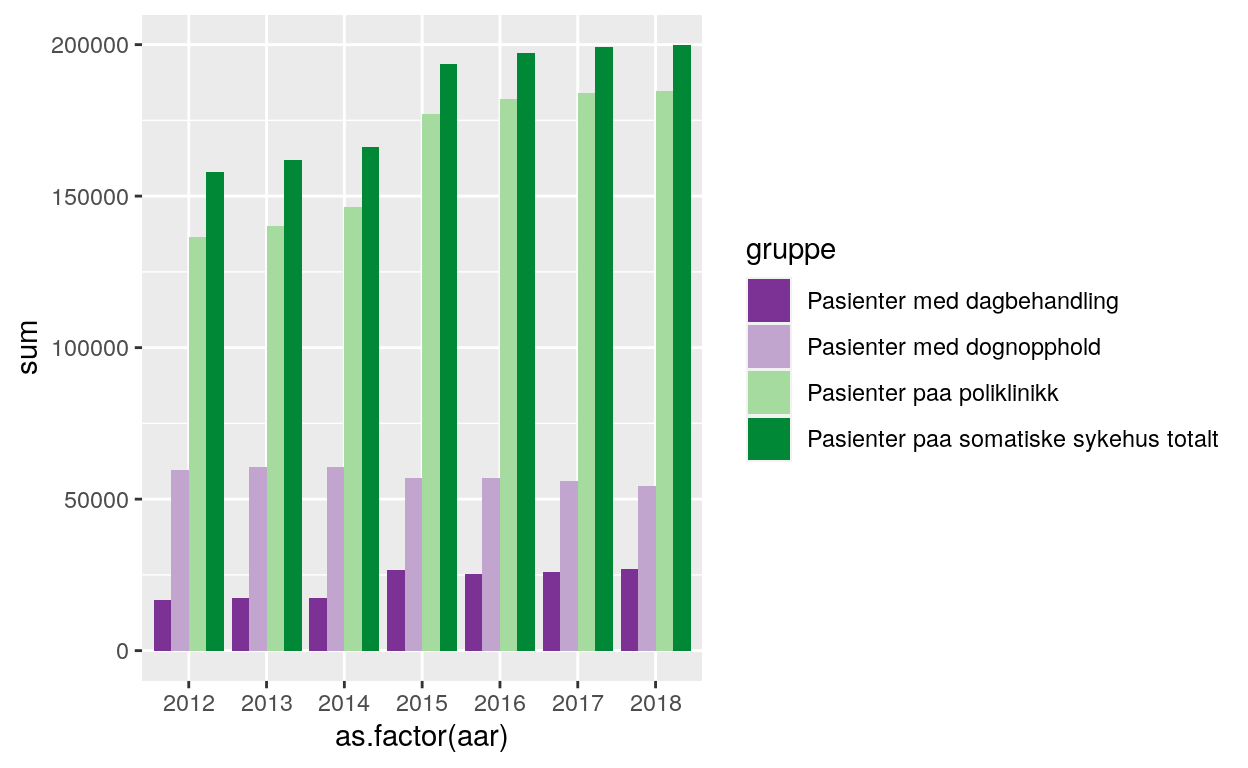 200000
150000
100000
50000
0
sum
2012 2013 2014 2015 2016 2017 2018
as.factor(aar)
gruppe
Pasienter med dagbehandling
Pasienter med dognopphold
Pasienter paa poliklinikk
Pasienter paa somatiske sykehus totalt